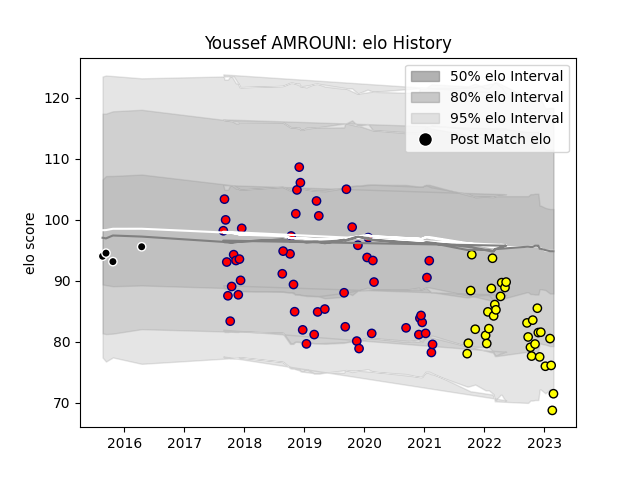 Youssef AMROUNI: elo History
50% elo Interval
80% elo Interval
95% elo Interval
Post Match elo
elo score
120
110
100
90
80
70
2016
2017
2018
2019
2020
2021
2022
2023